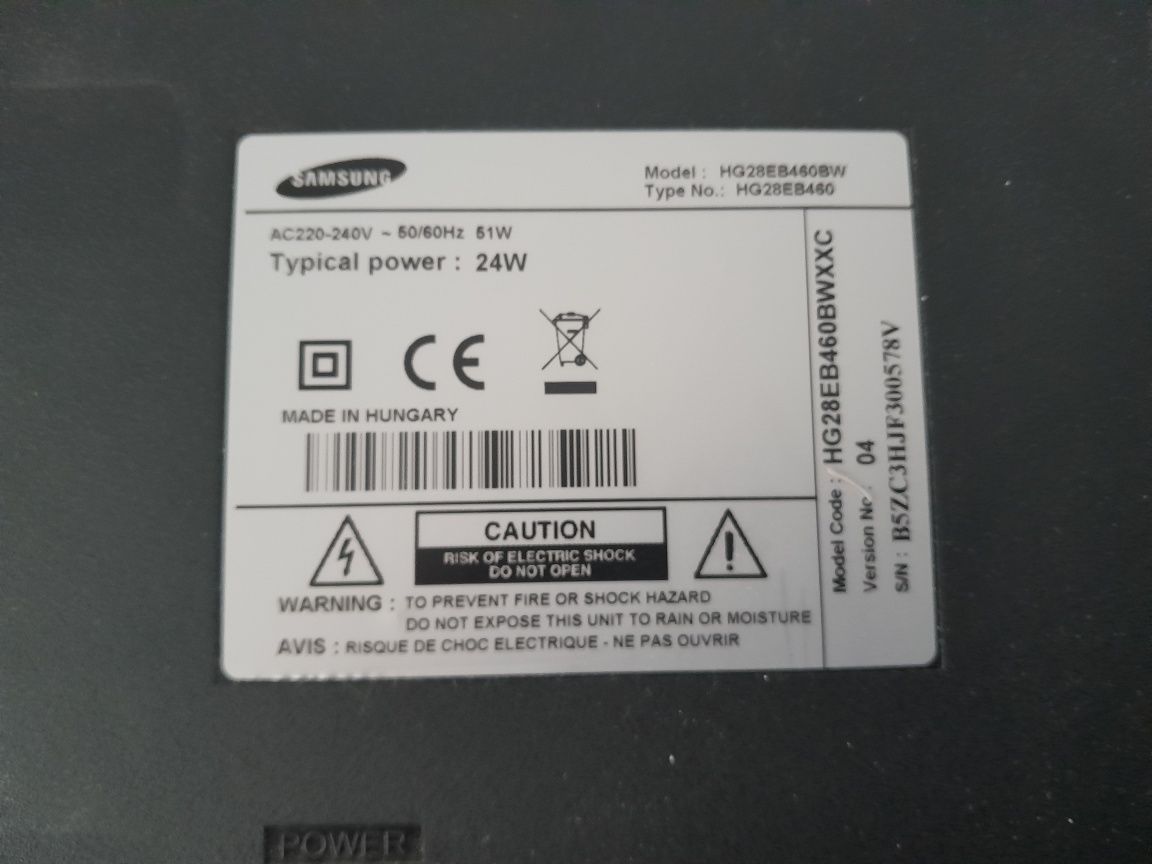 SAMSUNG
Model : HG28EB460BW
Type No.: HG28EB460
AC220-240V ~ 50/60Hz 51W
Typical power : 24W
CE
MADE IN HUNGARY
CAUTION
RISK OF ELECTRIC SHOCK
DO NOT OPEN
WARNING : TO PREVENT FIRE OR SHOCK HAZARD
DO NOT EXPOSE THIS UNIT TO RAIN OR MOISTURE
AVIS : RISQUE DE CHOC ELECTRIQUE - NE PAS OUVRIR
Model Code : HG28EB460BWXXC
Version No : 04
S/N : B5ZC3HJF300578V
POWER